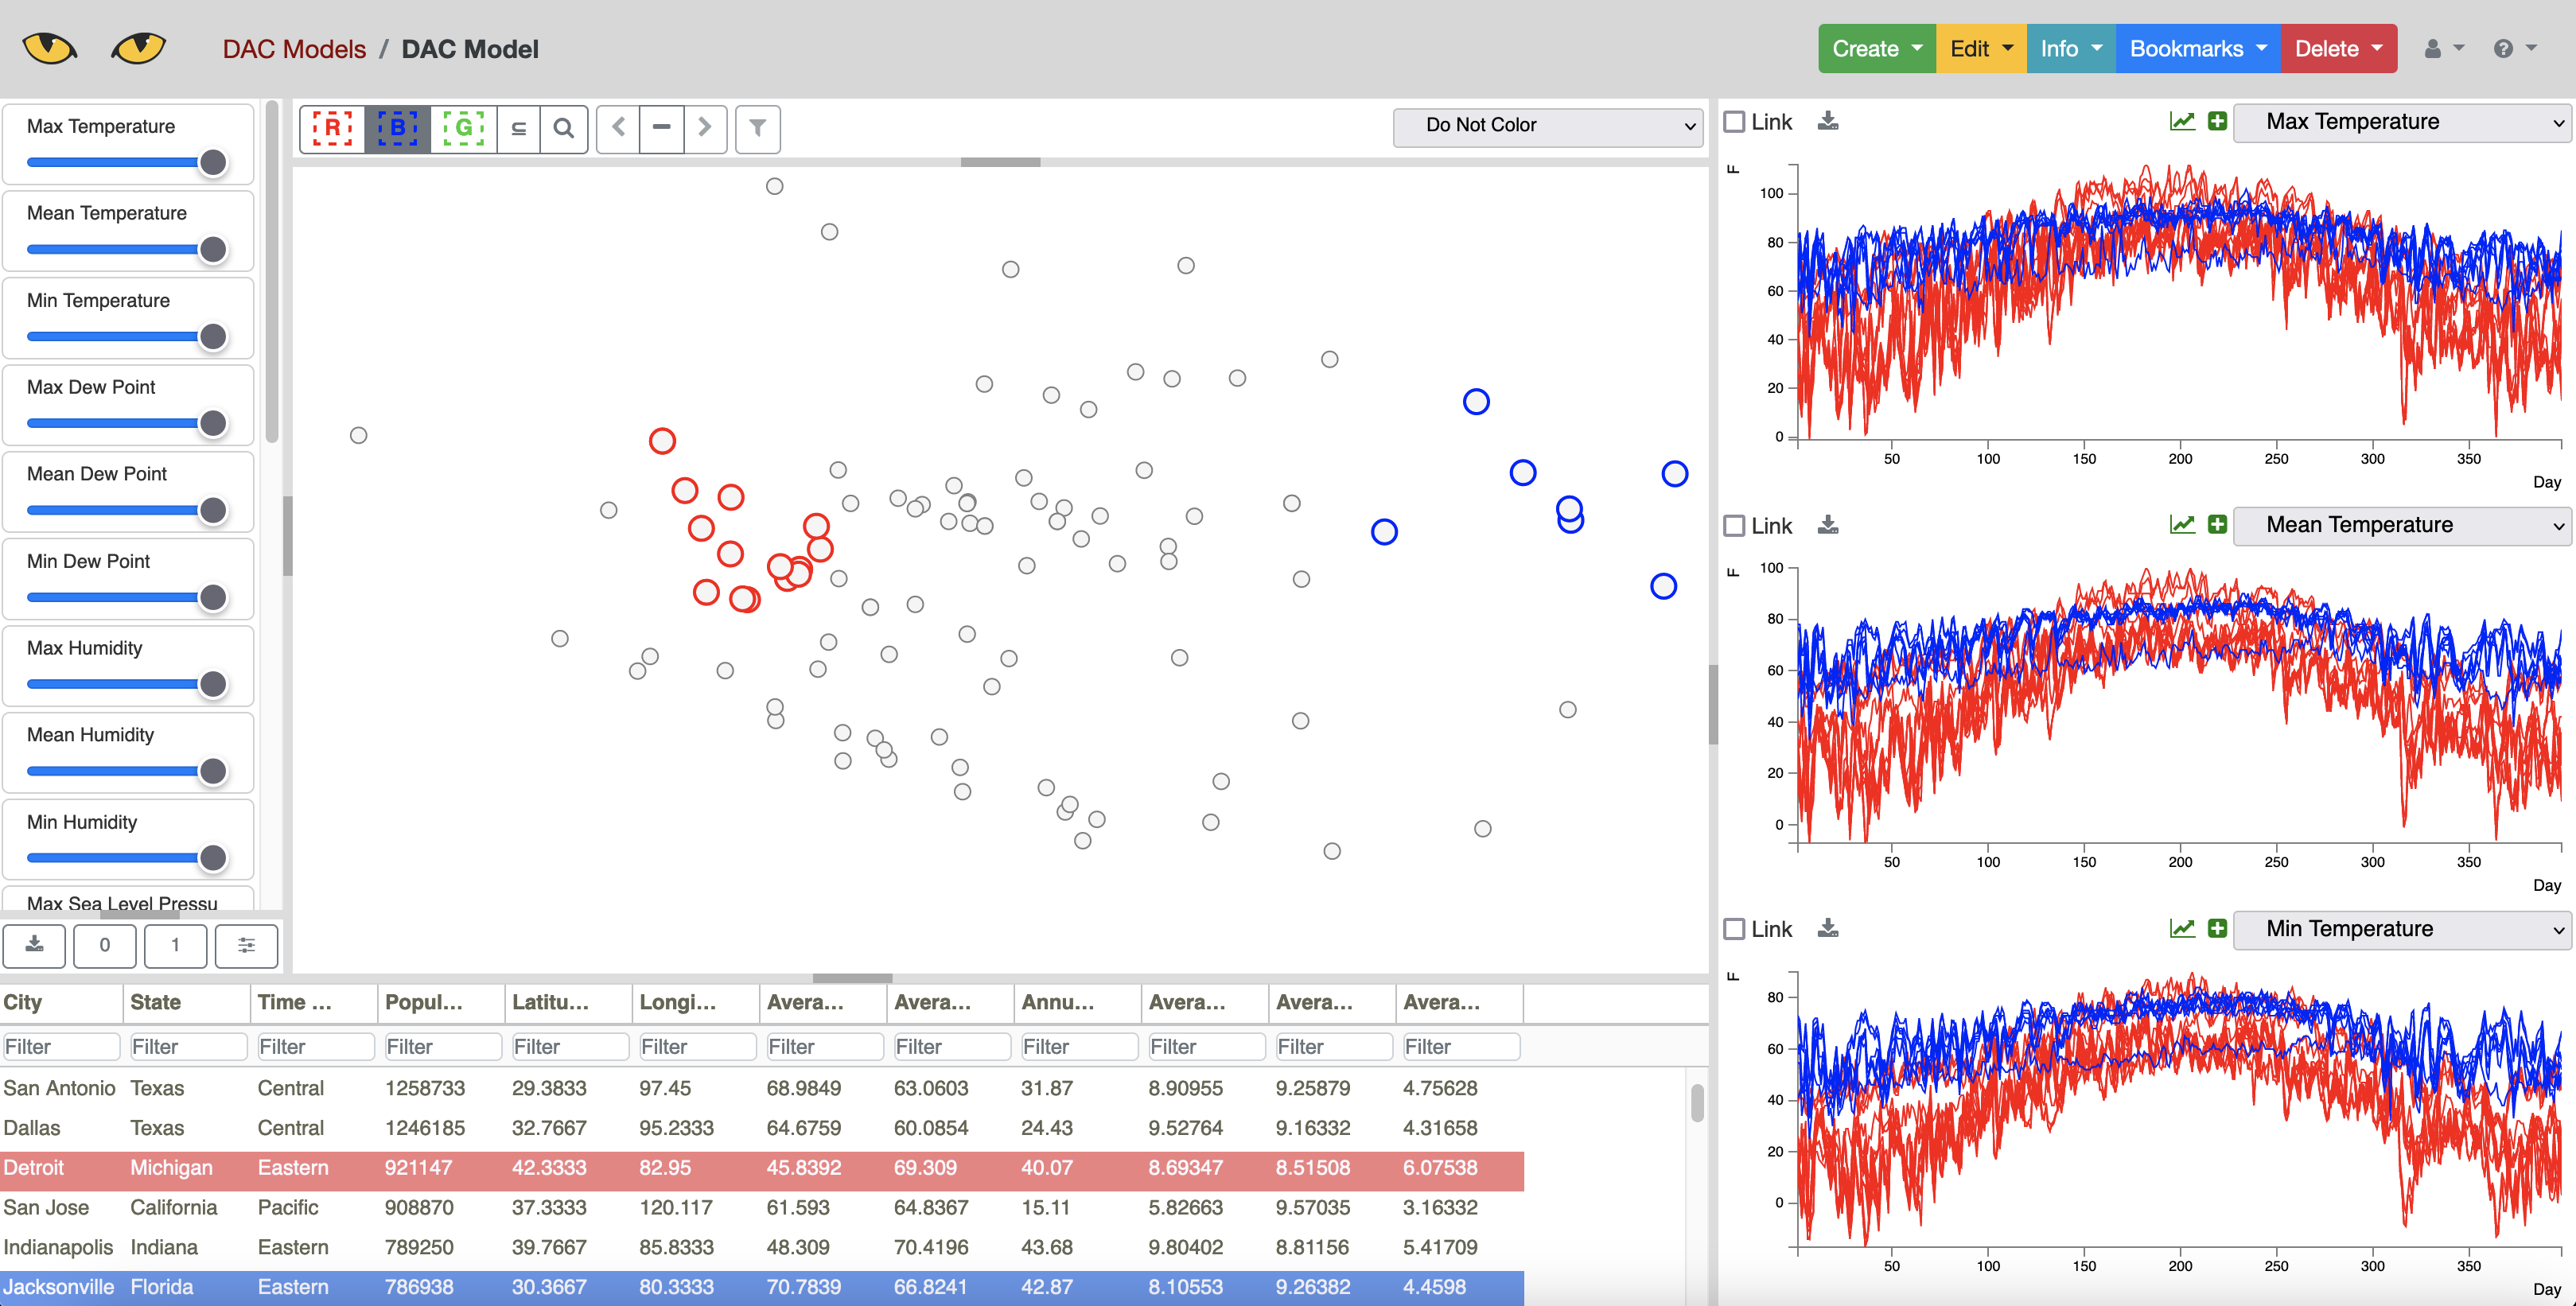 DAC Models / DAC Model
Create Edit Info Bookmarks Delete
Max Temperature
Mean Temperature
Min Temperature
Max Dew Point
Mean Dew Point
Min Dew Point
Max Humidity
Mean Humidity
Min Humidity
Max Sea Level Pressu
0 1
R B G ⊆
Do Not Color
Link Max Temperature
F
100
80
60
40
20
0
50 100 150 200 250 300 350
Day
Link Mean Temperature
F
100
80
60
40
20
0
50 100 150 200 250 300 350
Day
Link Min Temperature
F
80
60
40
20
0
50 100 150 200 250 300 350
Day
City State Time ... Popul... Latitu... Longi... Avera... Avera... Annu... Avera... Avera... Avera...
Filter Filter Filter Filter Filter Filter Filter Filter Filter Filter Filter Filter
San Antonio Texas Central 1258733 29.3833 97.45 68.9849 63.0603 31.87 8.90955 9.25879 4.75628
Dallas Texas Central 1246185 32.7667 95.2333 64.6759 60.0854 24.43 9.52764 9.16332 4.31658
Detroit Michigan Eastern 921147 42.3333 82.95 45.8392 69.309 40.07 8.69347 8.51508 6.07538
San Jose California Pacific 908870 37.3333 120.117 61.593 64.8367 15.11 5.82663 9.57035 3.16332
Indianapolis Indiana Eastern 789250 39.7667 85.8333 48.309 70.4196 43.68 9.80402 8.81156 5.41709
Jacksonville Florida Eastern 786938 30.3667 80.3333 70.7839 66.8241 42.87 8.10553 9.26382 4.4598